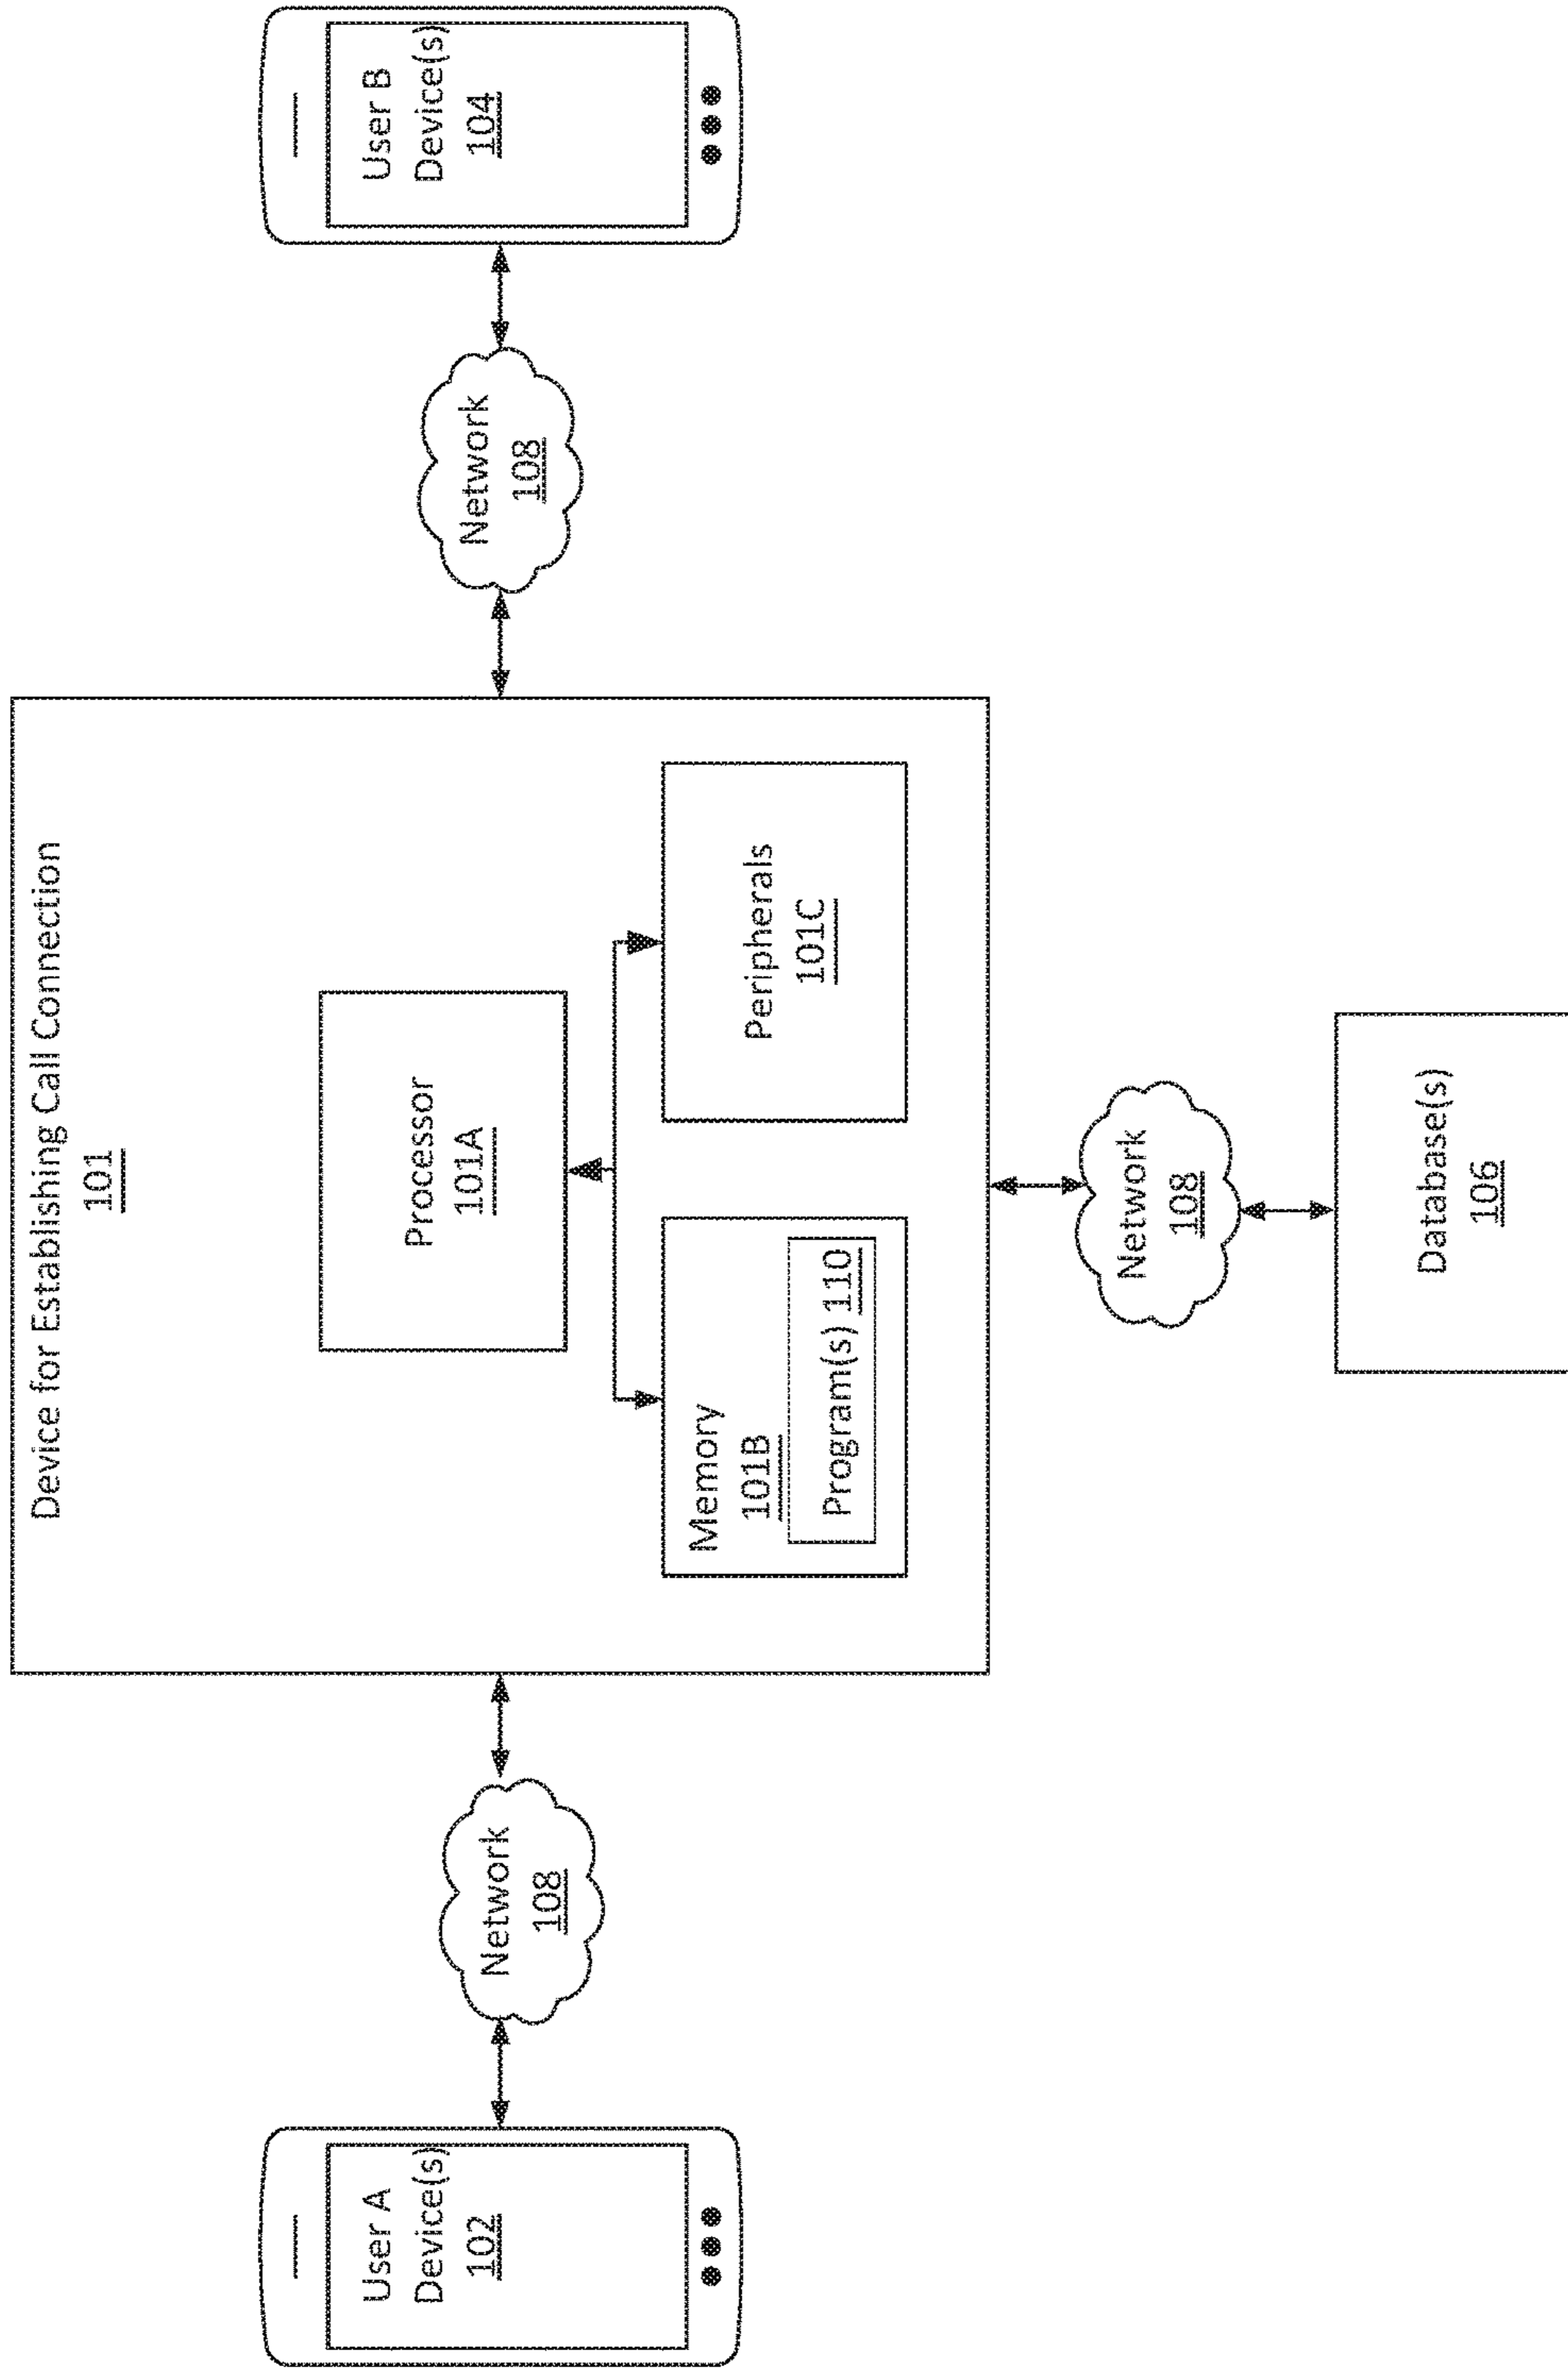 Device for Establishing Call Connection
101
User A
Device(s)
102
Network
108
Processor
101A
Memory
101B
Program(s) 110
Peripherals
101C
Network
108
User B
Device(s)
104
Network
108
Database(s)
106